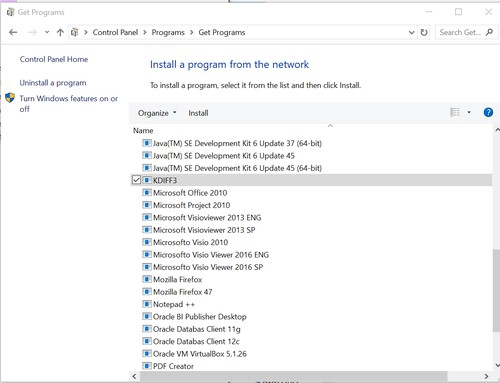 Get Programs
Control Panel > Programs > Get Programs
Search Get...
Control Panel Home
Uninstall a program
Turn Windows features on or
off
Install a program from the network
To install a program, select it from the list and then click Install.
Organize
Install
Name
Java(TM) SE Development Kit 6 Update 37 (64-bit)
Java(TM) SE Development Kit 6 Update 45
Java(TM) SE Development Kit 6 Update 45 (64-bit)
KDIFF3
Microsoft Office 2010
Microsoft Project 2010
Microsoft Visioviewer 2013 ENG
Microsoft Visioviewer 2013 SP
Microsofto Visio 2010
Microsofto Visio Viewer 2016 ENG
Microsofto Visio Viewer 2016 SP
Mozilla Firefox
Mozilla Firefox 47
Notepad ++
Oracle BI Publisher Desktop
Oracle Databas Client 11g
Oracle Databas Client 12c
Oracle VM VirtualBox 5.1.26
PDF Creator